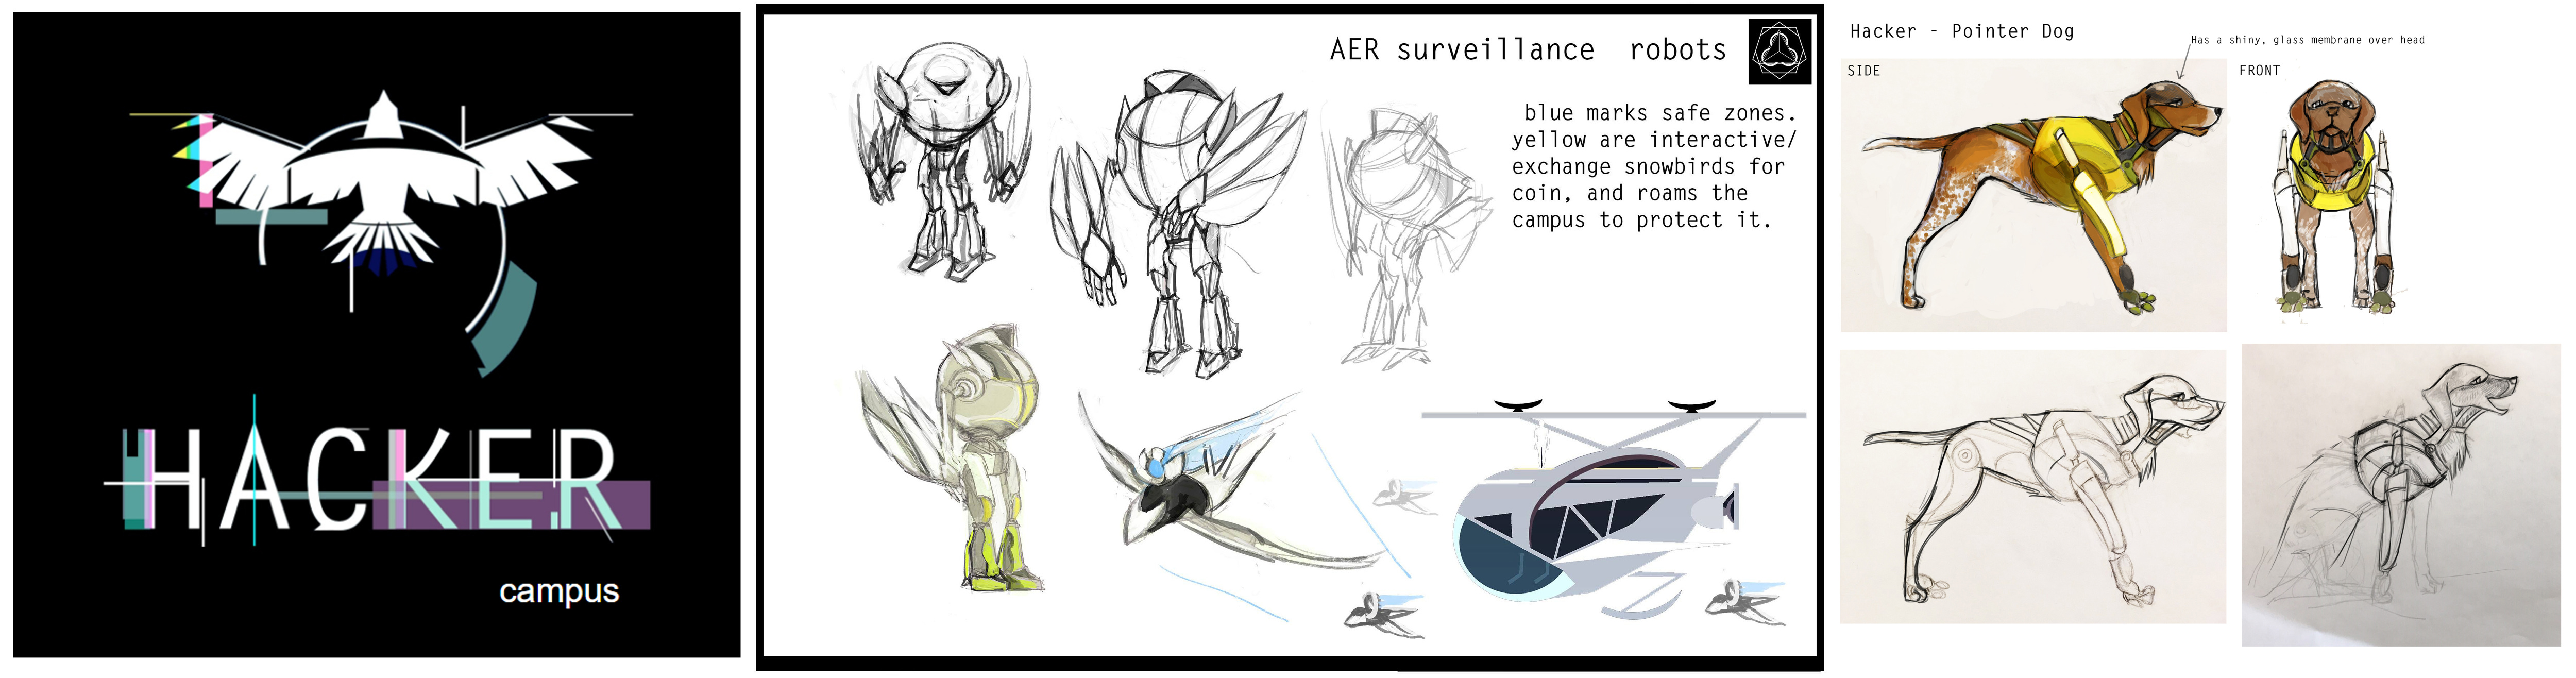 HACKER
campus
AER surveillance robots
blue marks safe zones.
yellow are interactive/
exchange snowbirds for
coin, and roams the
campus to protect it.
Hacker - Pointer Dog
Has a shiny, glass membrane over head
SIDE
FRONT